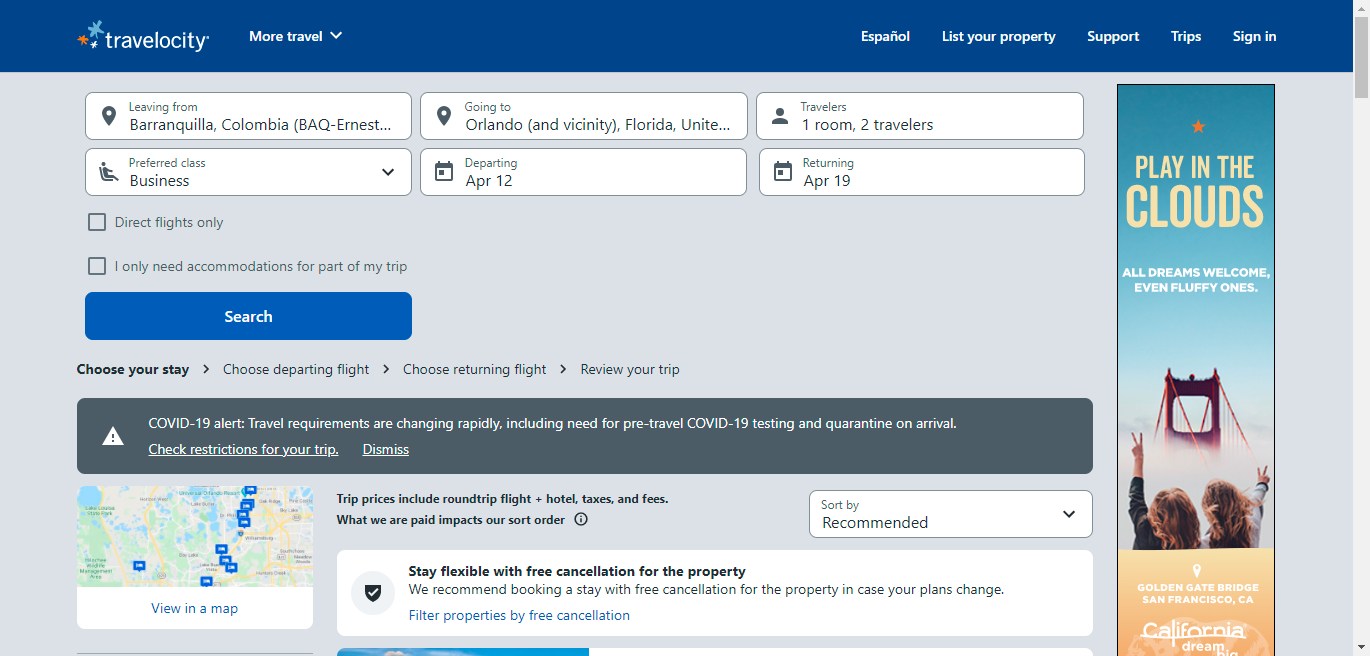 travelocity
More travel
Español
List your property
Support
Trips
Sign in
Leaving from
Barranquilla, Colombia (BAQ-Ernest...
Going to
Orlando (and vicinity), Florida, Unite...
Travelers
1 room, 2 travelers
Preferred class
Business
Departing
Apr 12
Returning
Apr 19
Direct flights only
I only need accommodations for part of my trip
Search
Choose your stay
Choose departing flight
Choose returning flight
Review your trip
COVID-19 alert: Travel requirements are changing rapidly, including need for pre-travel COVID-19 testing and quarantine on arrival.
Check restrictions for your trip.
Dismiss
View in a map
Trip prices include roundtrip flight + hotel, taxes, and fees.
What we are paid impacts our sort order
Sort by
Recommended
Stay flexible with free cancellation for the property
We recommend booking a stay with free cancellation for the property in case your plans change.
Filter properties by free cancellation
PLAY IN THE
CLOUDS
ALL DREAMS WELCOME,
EVEN FLUFFY ONES.
GOLDEN GATE BRIDGE
SAN FRANCISCO, CA
California
dream
big